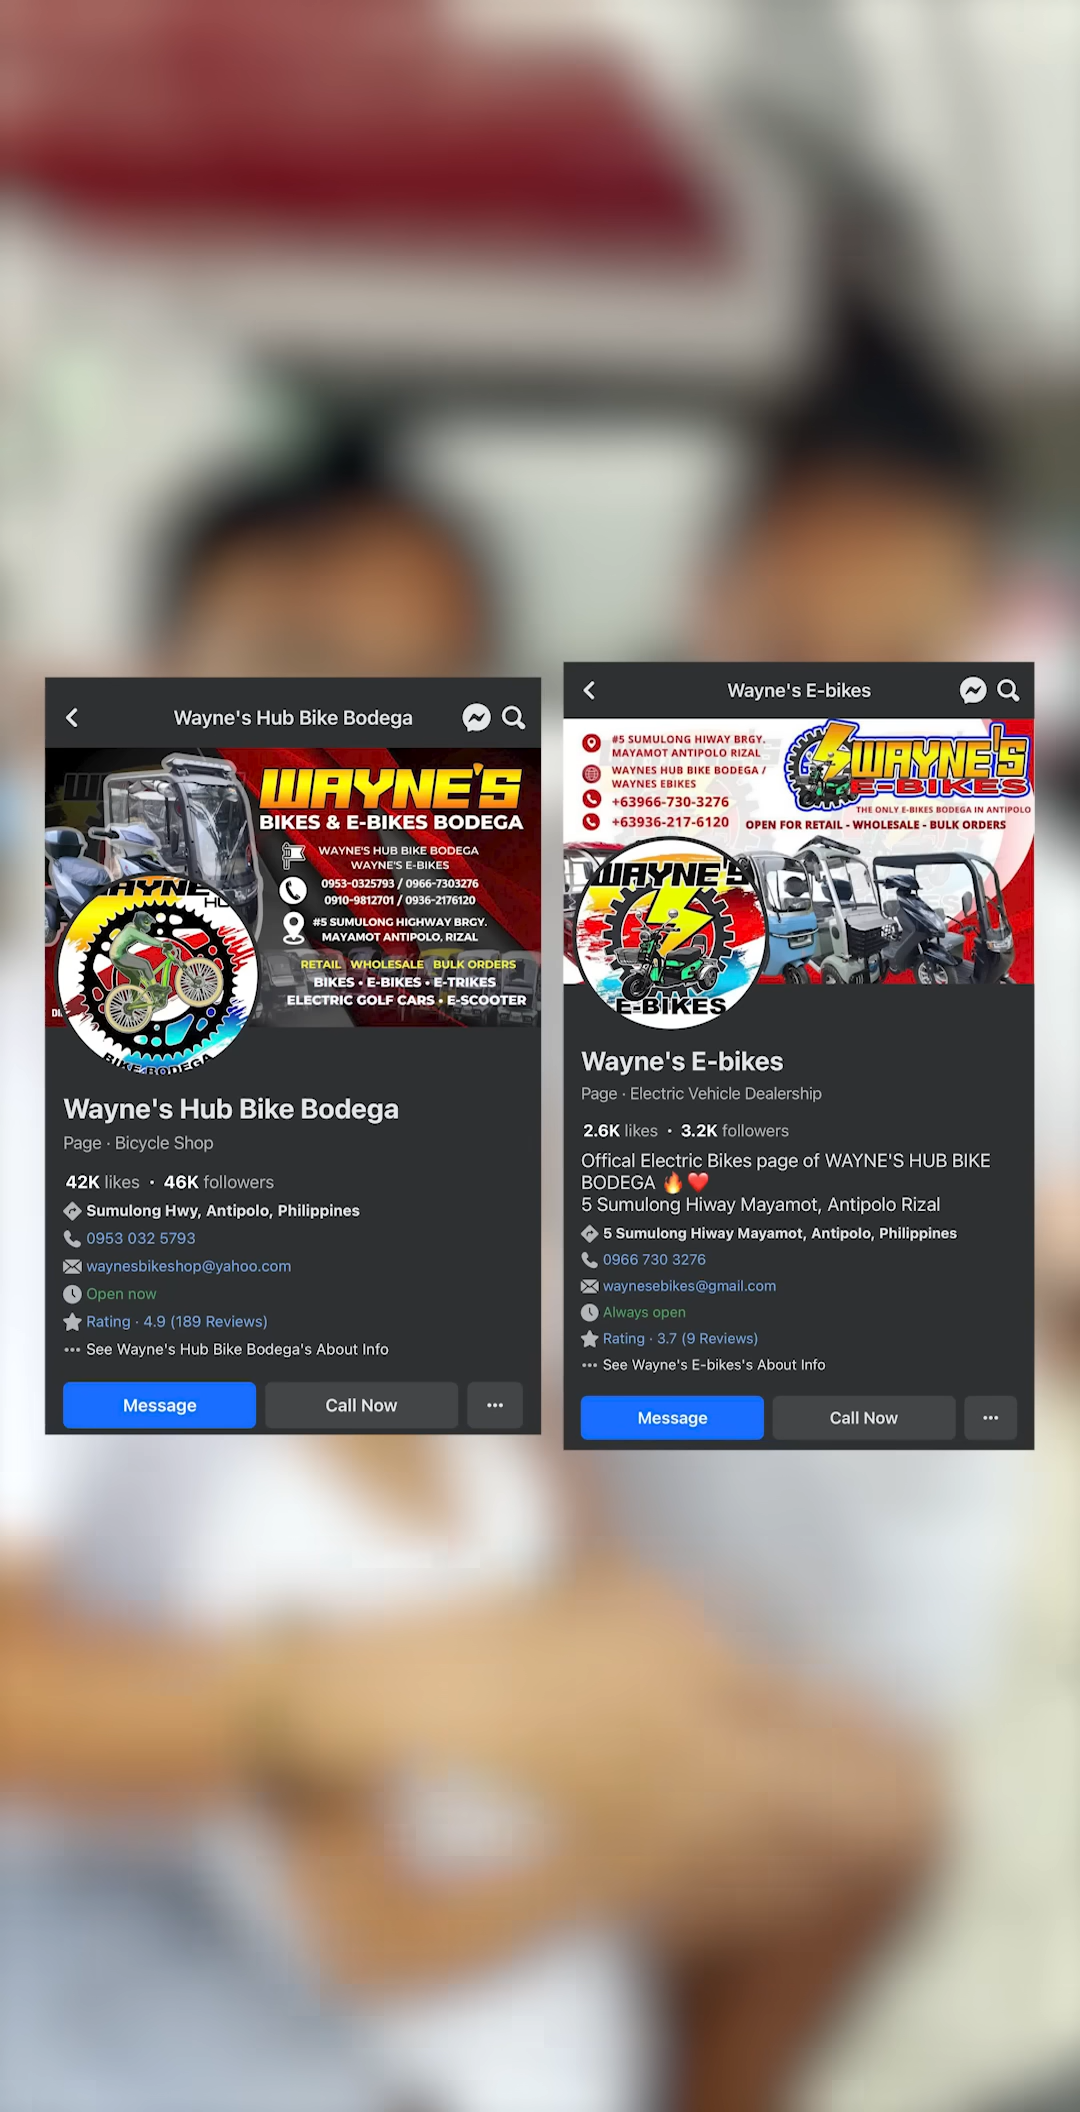 Wayne's Hub Bike Bodega
WAYNE'S
BIKES & E-BIKES BODEGA
WAYNE'S HUB BIKE BODEGA
WAYNE'S E-BIKES
0953-0325793 / 0966-7303276
0910-9812701 / 0936-2176120
#5 SUMULONG HIGHWAY BRGY.
MAYAMOT ANTIPOLO, RIZAL
RETAIL WHOLESALE BULK ORDERS
BIKES • E-BIKES • E-TRIKES
ELECTRIC GOLF CARS • E-SCOOTER
WAYNE'S
HUB
BIKE BODEGA
Wayne's Hub Bike Bodega
Page · Bicycle Shop
42K likes • 46K followers
Sumulong Hwy, Antipolo, Philippines
0953 032 5793
waynesbikeshop@yahoo.com
Open now
Rating · 4.9 (189 Reviews)
See Wayne's Hub Bike Bodega's About Info
Message
Call Now
Wayne's E-bikes
#5 SUMULONG HIWAY BRGY.
MAYAMOT ANTIPOLO RIZAL
WAYNES HUB BIKE BODEGA /
WAYNES EBIKES
+63966-730-3276
+63936-217-6120
WAYNE'S
E-BIKES
THE ONLY E-BIKES BODEGA IN ANTIPOLO
OPEN FOR RETAIL - WHOLESALE - BULK ORDERS
WAYNE'S
E-BIKES
Wayne's E-bikes
Page · Electric Vehicle Dealership
2.6K likes • 3.2K followers
Offical Electric Bikes page of WAYNE'S HUB BIKE
BODEGA 🔥❤️
5 Sumulong Hiway Mayamot, Antipolo Rizal
5 Sumulong Hiway Mayamot, Antipolo, Philippines
0966 730 3276
waynesebikes@gmail.com
Always open
Rating · 3.7 (9 Reviews)
See Wayne's E-bikes's About Info
Message
Call Now